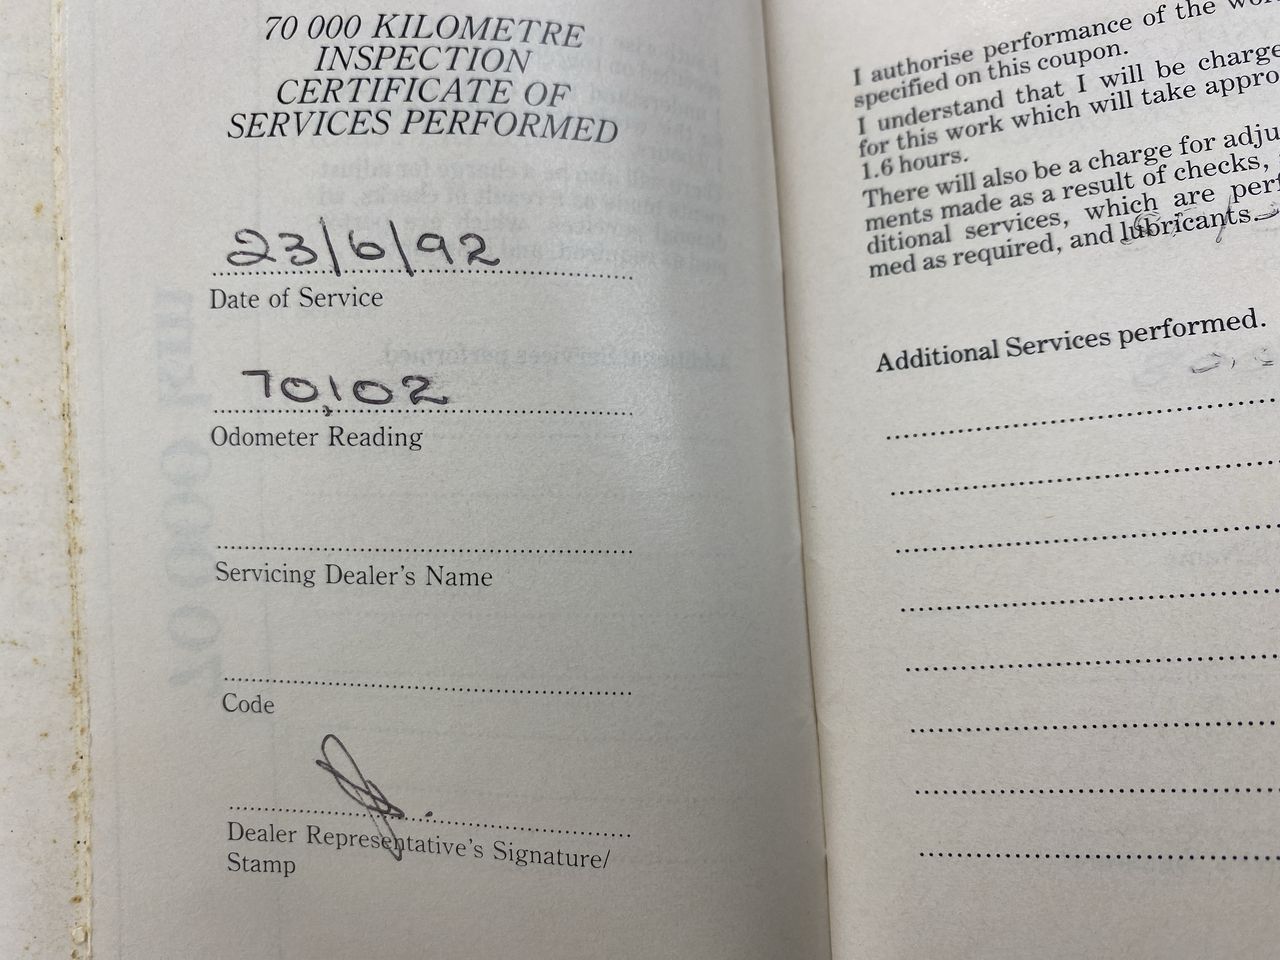 70 000 KILOMETRE
INSPECTION
CERTIFICATE OF
SERVICES PERFORMED
23/6/92
Date of Service
70,102
Odometer Reading
Servicing Dealer's Name
Code
Dealer Representative's Signature/
Stamp
I authorise performance of the
specified on this coupon.
I understand that I will be charge
for this work which will take appro
1.6 hours.
There will also be a charge for adju
ments made as a result of checks,
ditional services, which are perf
med as required, and lubricants.
Additional Services performed.